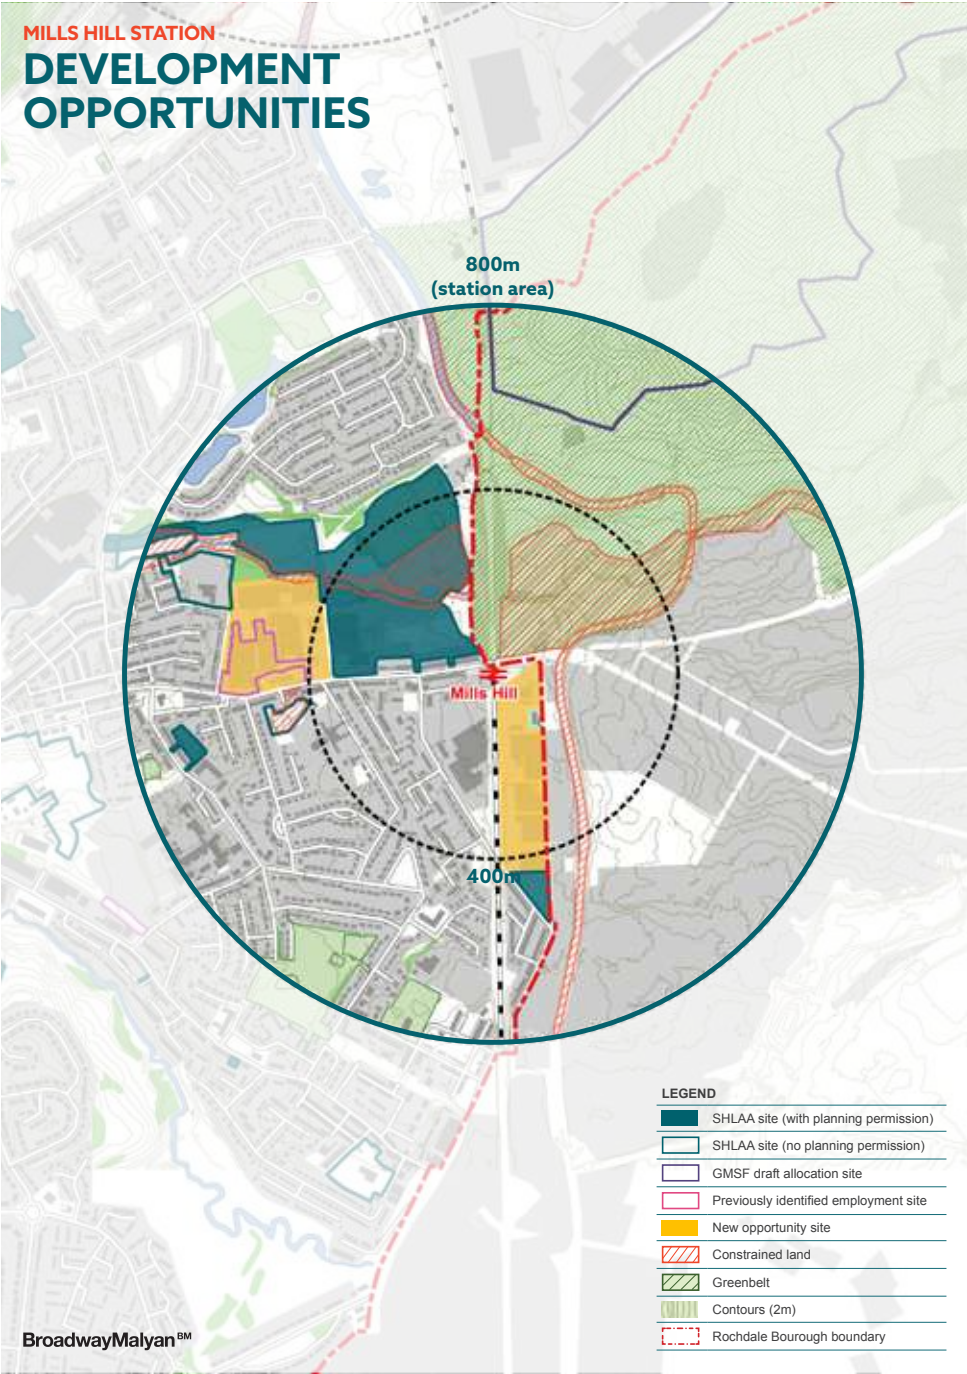 MILLS HILL STATION
DEVELOPMENT
OPPORTUNITIES
800m
(station area)
Mills Hill
400m
LEGEND
SHLAA site (with planning permission)
SHLAA site (no planning permission)
GMSF draft allocation site
Previously identified employment site
New opportunity site
Constrained land
Greenbelt
Contours (2m)
Rochdale Bourough boundary
BroadwayMalyan BM